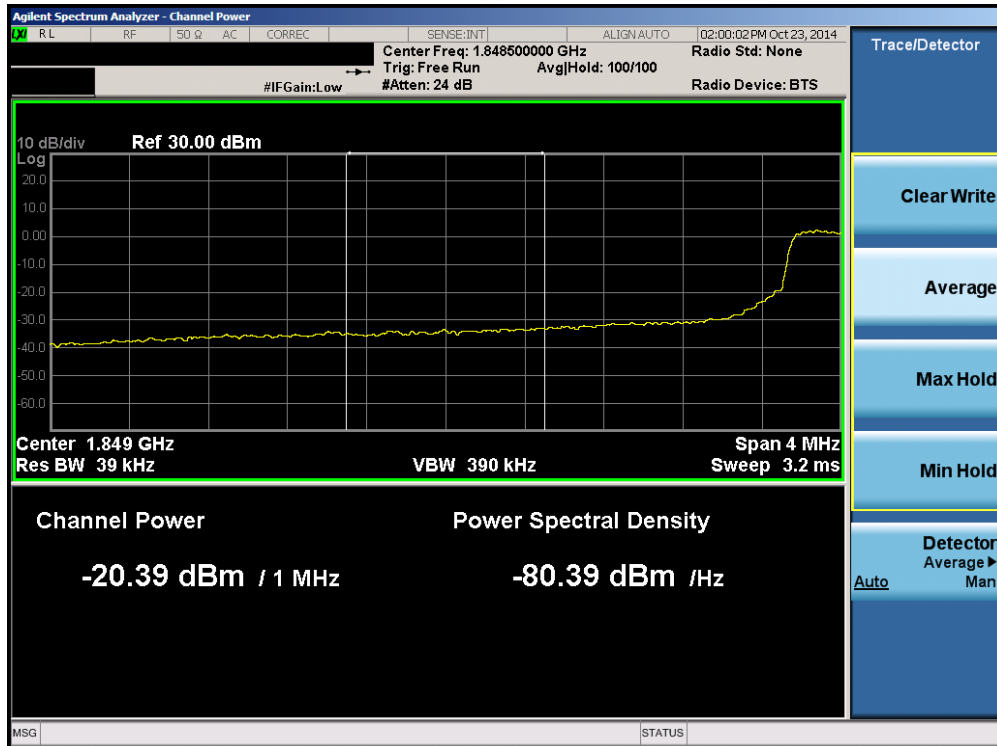 Agilent Spectrum Analyzer - Channel Power
LXI RL RF 50 Ω AC CORREC SENSE:INT ALIGN AUTO 02:00:02 PM Oct 23, 2014
Center Freq: 1.848500000 GHz Radio Std: None
Trig: Free Run Avg|Hold: 100/100
#IFGain:Low #Atten: 24 dB Radio Device: BTS
10 dB/div Ref 30.00 dBm
Log
20.0
10.0
0.00
-10.0
-20.0
-30.0
-40.0
-50.0
-60.0
Center 1.849 GHz Span 4 MHz
Res BW 39 kHz VBW 390 kHz Sweep 3.2 ms
Channel Power Power Spectral Density
-20.39 dBm / 1 MHz -80.39 dBm /Hz
Trace/Detector
Clear Write
Average
Max Hold
Min Hold
Detector
Average
Auto Man
MSG STATUS